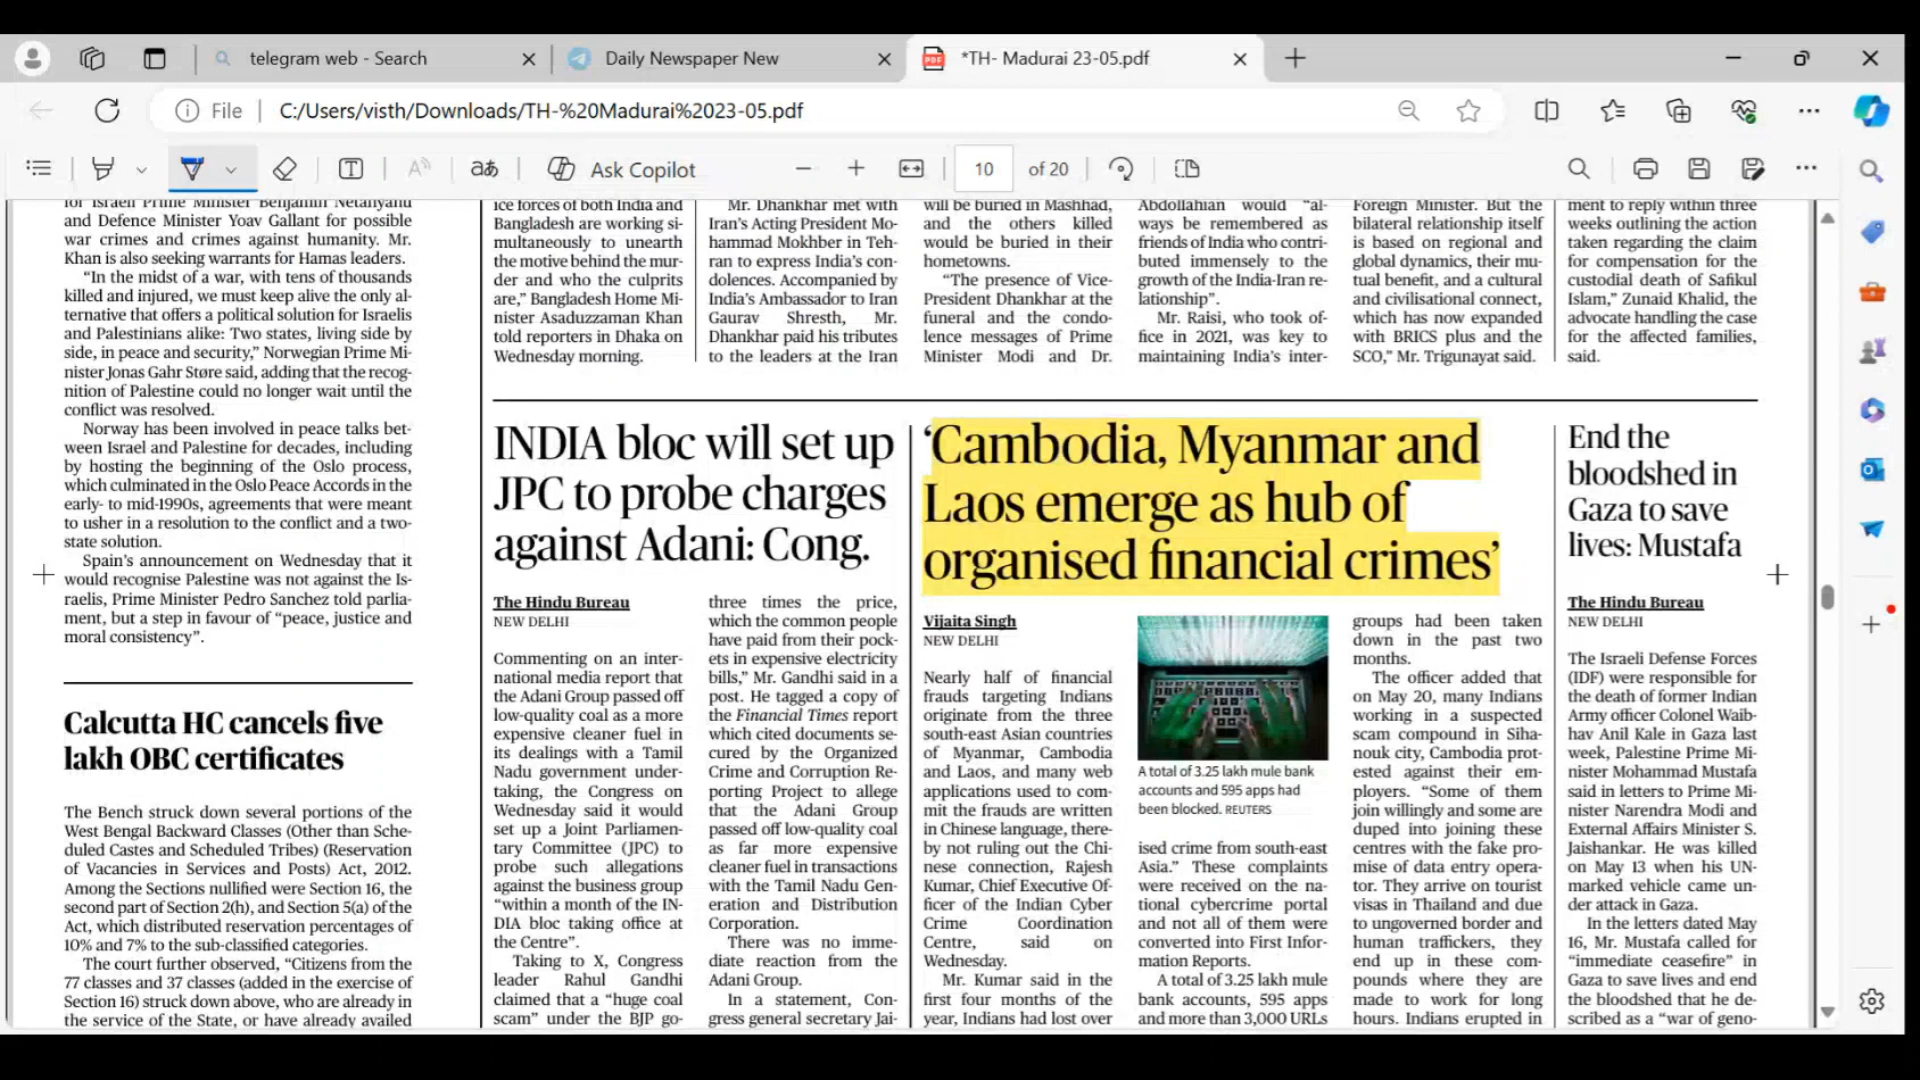 telegram web - Search
Daily Newspaper New
*TH- Madurai 23-05.pdf
File
C:/Users/visth/Downloads/TH-%20Madurai%2023-05.pdf
Ask Copilot
10
of 20
for Israeli Prime Minister Benjamin Netanyahu
and Defence Minister Yoav Gallant for possible
war crimes and crimes against humanity. Mr.
Khan is also seeking warrants for Hamas leaders.
“In the midst of a war, with tens of thousands
killed and injured, we must keep alive the only al-
ternative that offers a political solution for Israelis
and Palestinians alike: Two states, living side by
side, in peace and security,” Norwegian Prime Mi-
nister Jonas Gahr Støre said, adding that the recog-
nition of Palestine could no longer wait until the
conflict was resolved.
Norway has been involved in peace talks bet-
ween Israel and Palestine for decades, including
by hosting the beginning of the Oslo process,
which culminated in the Oslo Peace Accords in the
early- to mid-1990s, agreements that were meant
to usher in a resolution to the conflict and a two-
state solution.
Spain’s announcement on Wednesday that it
would recognise Palestine was not against the Is-
raelis, Prime Minister Pedro Sanchez told parlia-
ment, but a step in favour of “peace, justice and
moral consistency”.
Calcutta HC cancels five
lakh OBC certificates
The Bench struck down several portions of the
West Bengal Backward Classes (Other than Sche-
duled Castes and Scheduled Tribes) (Reservation
of Vacancies in Services and Posts) Act, 2012.
Among the Sections nullified were Section 16, the
second part of Section 2(h), and Section 5(a) of the
Act, which distributed reservation percentages of
10% and 7% to the sub-classified categories.
The court further observed, “Citizens from the
77 classes and 37 classes (added in the exercise of
Section 16) struck down above, who are already in
the service of the State, or have already availed
ice forces of both India and
Bangladesh are working si-
multaneously to unearth
the motive behind the mur-
der and who the culprits
are,” Bangladesh Home Mi-
nister Asaduzzaman Khan
told reporters in Dhaka on
Wednesday morning.
Mr. Dhankhar met with
Iran’s Acting President Mo-
hammad Mokhber in Teh-
ran to express India’s con-
dolences. Accompanied by
India’s Ambassador to Iran
Gaurav Shresth, Mr.
Dhankhar paid his tributes
to the leaders at the Iran
will be buried in Mashhad,
and the others killed
would be buried in their
hometowns.
“The presence of Vice-
President Dhankhar at the
funeral and the condo-
lence messages of Prime
Minister Modi and Dr.
Abdollahian would “al-
ways be remembered as
friends of India who contri-
buted immensely to the
growth of the India-Iran re-
lationship”.
Mr. Raisi, who took of-
fice in 2021, was key to
maintaining India’s inter-
Foreign Minister. But the
bilateral relationship itself
is based on regional and
global dynamics, their mu-
tual benefit, and a cultural
and civilisational connect,
which has now expanded
with BRICS plus and the
SCO,” Mr. Trigunayat said.
ment to reply within three
weeks outlining the action
taken regarding the claim
for compensation for the
custodial death of Safikul
Islam,” Zunaid Khalid, the
advocate handling the case
for the affected families,
said.
INDIA bloc will set up
JPC to probe charges
against Adani: Cong.
The Hindu Bureau
NEW DELHI
Commenting on an inter-
national media report that
the Adani Group passed off
low-quality coal as a more
expensive cleaner fuel in
its dealings with a Tamil
Nadu government under-
taking, the Congress on
Wednesday said it would
set up a Joint Parliamen-
tary Committee (JPC) to
probe such allegations
against the business group
“within a month of the IN-
DIA bloc taking office at
the Centre”.
Taking to X, Congress
leader Rahul Gandhi
claimed that a “huge coal
scam” under the BJP go-
three times the price,
which the common people
have paid from their pock-
ets in expensive electricity
bills,” Mr. Gandhi said in a
post. He tagged a copy of
the Financial Times report
which cited documents se-
cured by the Organized
Crime and Corruption Re-
porting Project to allege
that the Adani Group
passed off low-quality coal
as far more expensive
cleaner fuel in transactions
with the Tamil Nadu Gen-
eration and Distribution
Corporation.
There was no imme-
diate reaction from the
Adani Group.
In a statement, Con-
gress general secretary Jai-
‘Cambodia, Myanmar and
Laos emerge as hub of
organised financial crimes’
Vijaita Singh
NEW DELHI
Nearly half of financial
frauds targeting Indians
originate from the three
south-east Asian countries
of Myanmar, Cambodia
and Laos, and many web
applications used to com-
mit the frauds are written
in Chinese language, there-
by not ruling out the Chi-
nese connection, Rajesh
Kumar, Chief Executive Of-
ficer of the Indian Cyber
Crime Coordination
Centre, said on
Wednesday.
Mr. Kumar said in the
first four months of the
year, Indians had lost over
A total of 3.25 lakh mule bank
accounts and 595 apps had
been blocked. REUTERS
ised crime from south-east
Asia.” These complaints
were received on the na-
tional cybercrime portal
and not all of them were
converted into First Infor-
mation Reports.
A total of 3.25 lakh mule
bank accounts, 595 apps
and more than 3,000 URLs
groups had been taken
down in the past two
months.
The officer added that
on May 20, many Indians
working in a suspected
scam compound in Siha-
nouk city, Cambodia prot-
ested against their em-
ployers. “Some of them
join willingly and some are
duped into joining these
centres with the fake pro-
mise of data entry opera-
tor. They arrive on tourist
visas in Thailand and due
to ungoverned border and
human traffickers, they
end up in these com-
pounds where they are
made to work for long
hours. Indians erupted in
End the
bloodshed in
Gaza to save
lives: Mustafa
The Hindu Bureau
NEW DELHI
The Israeli Defense Forces
(IDF) were responsible for
the death of former Indian
Army officer Colonel Waib-
hav Anil Kale in Gaza last
week, Palestine Prime Mi-
nister Mohammad Mustafa
said in letters to Prime Mi-
nister Narendra Modi and
External Affairs Minister S.
Jaishankar. He was killed
on May 13 when his UN-
marked vehicle came un-
der attack in Gaza.
In the letters dated May
16, Mr. Mustafa called for
“immediate ceasefire” in
Gaza to save lives and end
the bloodshed that he de-
scribed as a “war of geno-